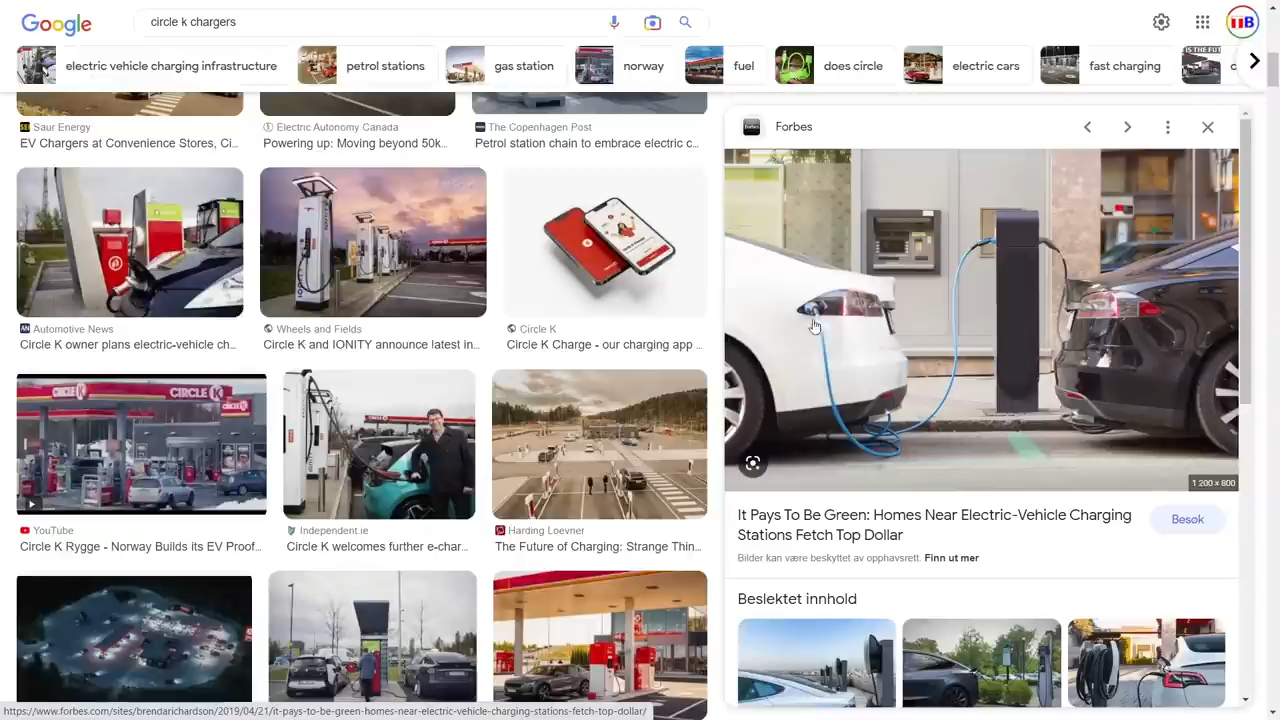 Google
circle k chargers
electric vehicle charging infrastructure
petrol stations
gas station
norway
fuel
does circle
electric cars
fast charging
Saur Energy
EV Chargers at Convenience Stores, Ci...
Electric Autonomy Canada
Powering up: Moving beyond 50k...
The Copenhagen Post
Petrol station chain to embrace electric c...
Automotive News
Circle K owner plans electric-vehicle ch...
Wheels and Fields
Circle K and IONITY announce latest in...
Circle K
Circle K Charge - our charging app ...
CIRCLE K
CIRCLE K
YouTube
Circle K Rygge - Norway Builds its EV Proof...
Independent.ie
Circle K welcomes further e-char...
Harding Loevner
The Future of Charging: Strange Thin...
Forbes
1 200 × 800
It Pays To Be Green: Homes Near Electric-Vehicle Charging
Stations Fetch Top Dollar
Besøk
Bilder kan være beskyttet av opphavsrett. Finn ut mer
Beslektet innhold
https://www.forbes.com/sites/brendarichardson/2019/04/21/it-pays-to-be-green-homes-near-electric-vehicle-charging-stations-fetch-top-dollar/